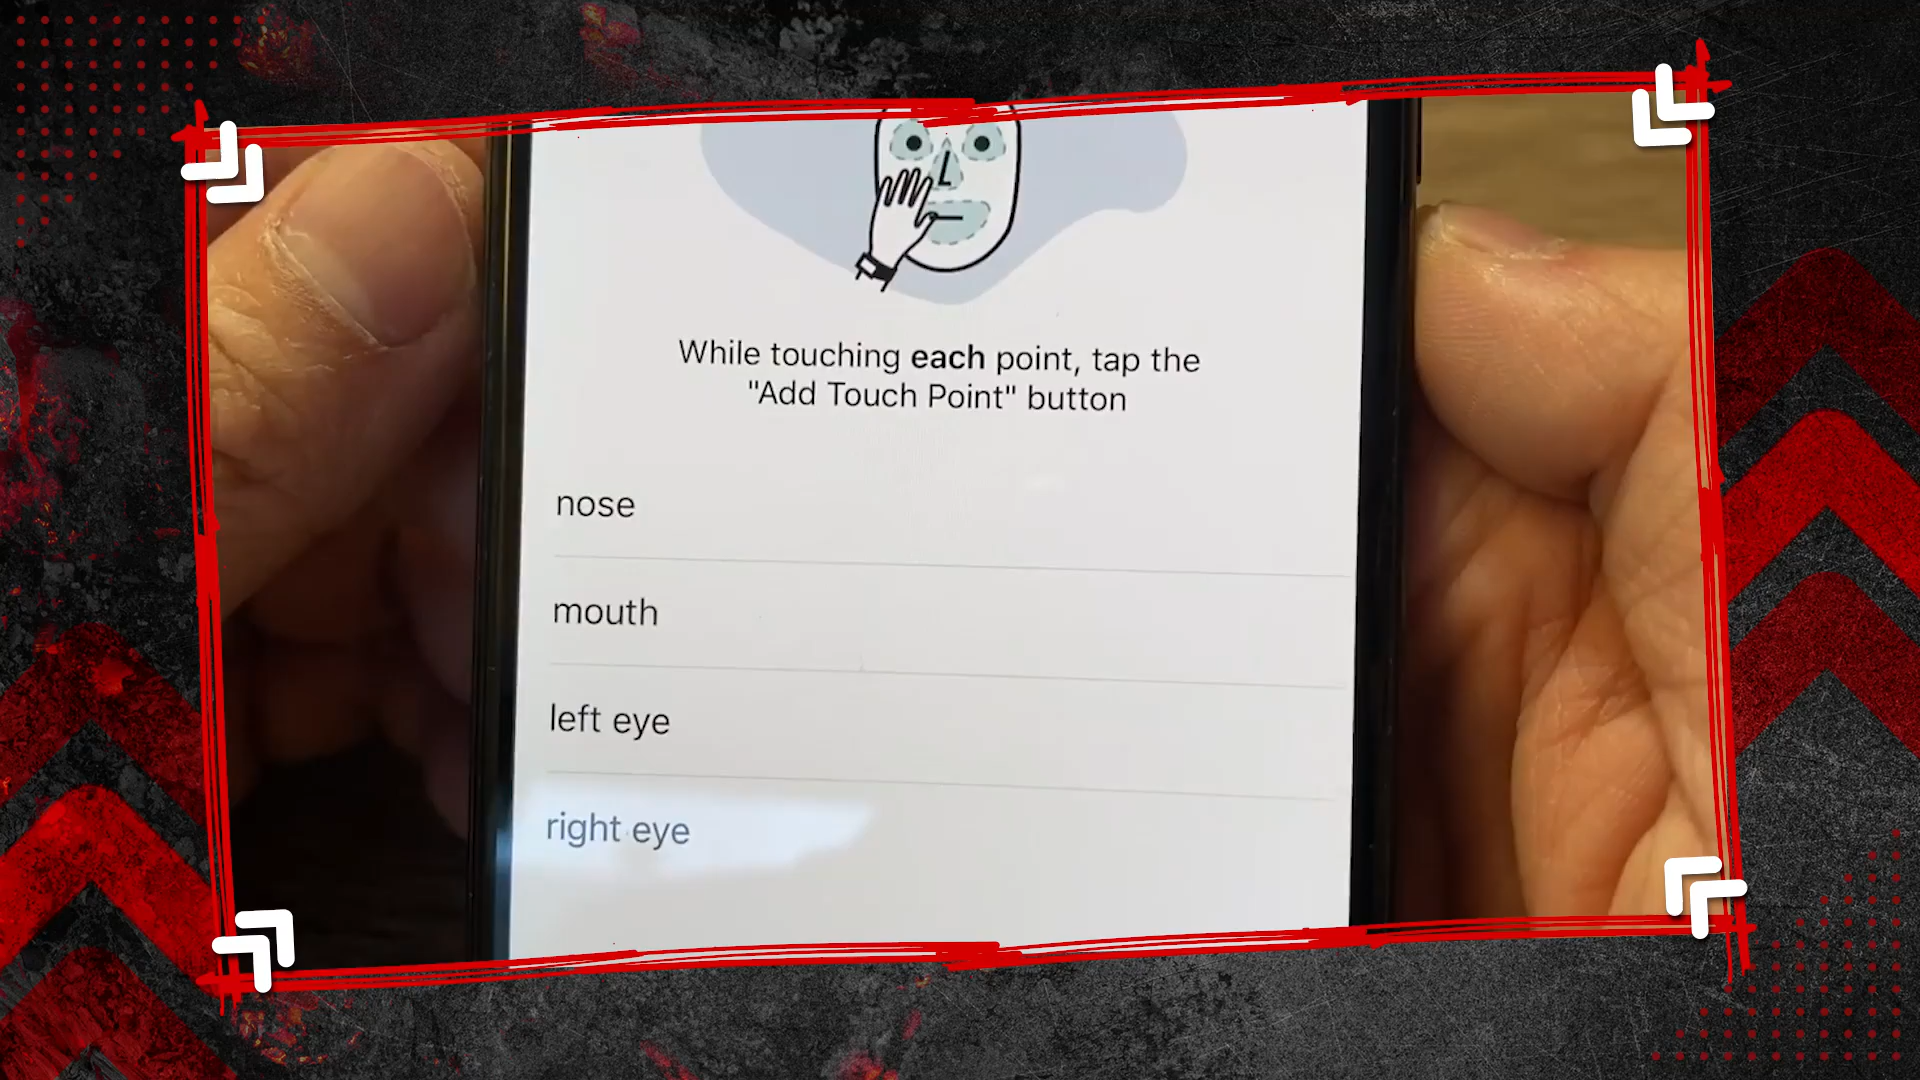 While touching each point, tap the
"Add Touch Point" button
nose
mouth
left eye
right eye